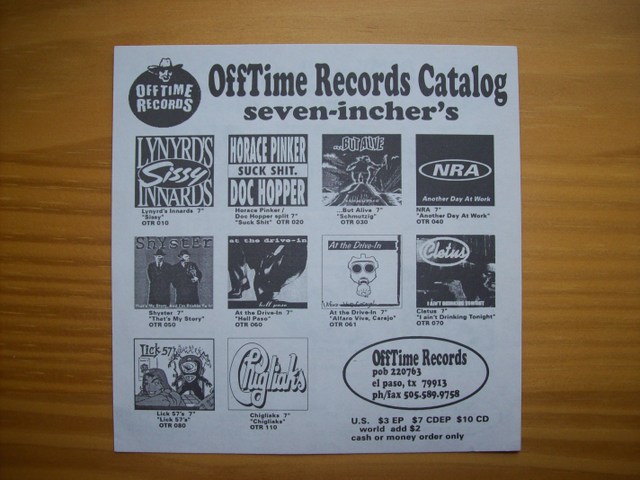 OFFTIME
RECORDS
OffTime Records Catalog
seven-incher's
LYNYRD'S
Sissy
INNARDS
HORACE PINKER
SUCK SHIT.
DOC HOPPER
...BUT ALIVE
NRA
Another Day At Work
Lynyrd's Innards 7"
"Sissy"
OTR 010
Horace Pinker /
Doc Hopper split 7"
"Suck Shit" OTR 020
...But Alive 7"
"Schmutzig"
OTR 030
NRA 7"
"Another Day At Work"
OTR 040
Shyster
at the drive-in
hell paso
At the Drive-In
Cletus
I AIN'T DRINKING TONIGHT
Shyster 7"
"That's My Story"
OTR 050
At the Drive-In 7"
"Hell Paso"
OTR 060
At the Drive-In 7"
"Alfaro Vive, Carajo"
OTR 061
Cletus 7"
"I ain't Drinking Tonight"
OTR 070
Lick 57's
Chigliaks
Lick 57's 7"
"Lick 57's"
OTR 080
Chigliaks 7"
"Chigliaks"
OTR 110
OffTime Records
pob 220763
el paso, tx 79913
ph/fax 505.589.9758
U.S. $3 EP $7 CDEP $10 CD
world add $2
cash or money order only